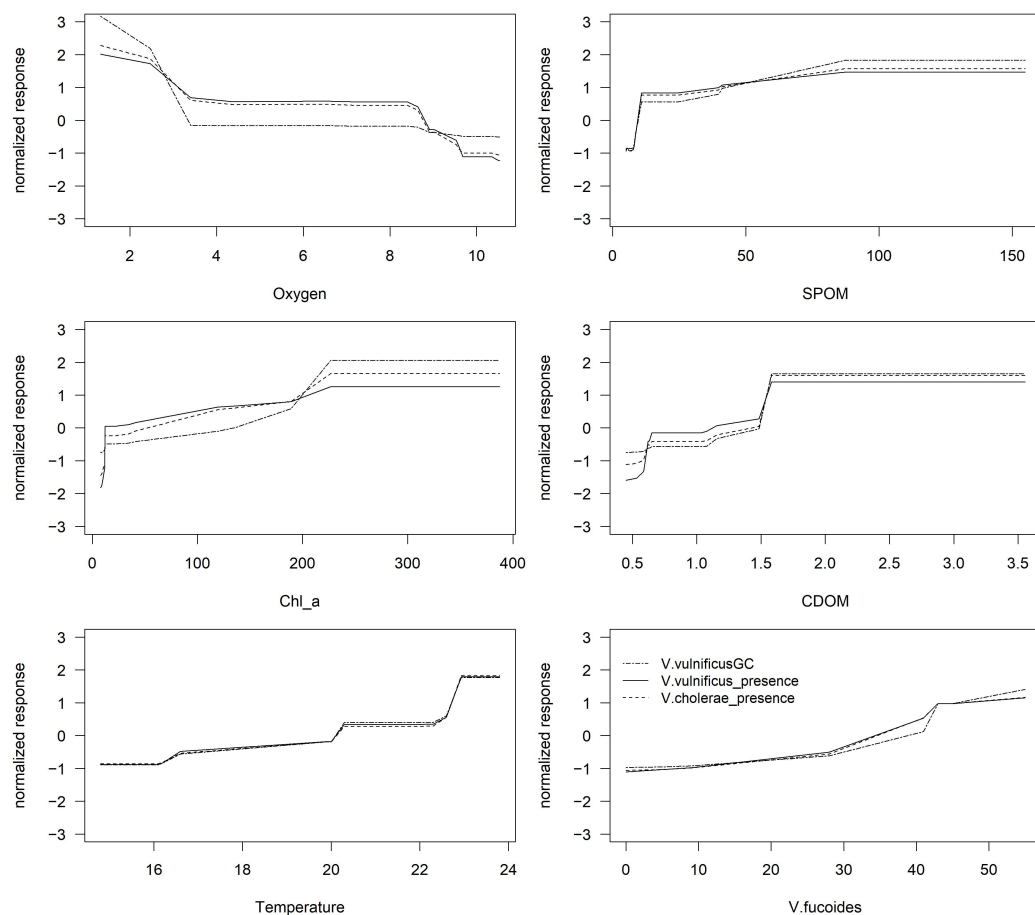 3
2
1
0
−1
−2
−3
normalized response
2 4 6 8 10
Oxygen
3
2
1
0
−1
−2
−3
normalized response
0 50 100 150
SPOM
3
2
1
0
−1
−2
−3
normalized response
0 100 200 300 400
Chl_a
3
2
1
0
−1
−2
−3
normalized response
0.5 1.0 1.5 2.0 2.5 3.0 3.5
CDOM
3
2
1
0
−1
−2
−3
normalized response
16 18 20 22 24
Temperature
3
2
1
0
−1
−2
−3
normalized response
V.vulnificusGC
V.vulnificus_presence
V.cholerae_presence
0 10 20 30 40 50
V.fucoides